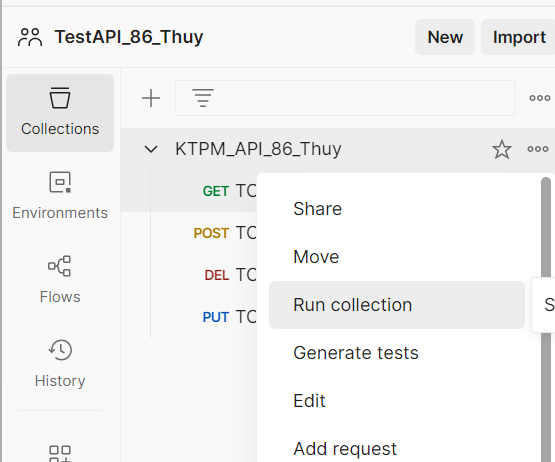 TestAPI_86_Thuy
New
Import
Collections
KTPM_API_86_Thuy
GET TC
Share
Environments
POST TC
Move
DEL TC
Run collection
S
Flows
PUT TC
Generate tests
History
Edit
Add request